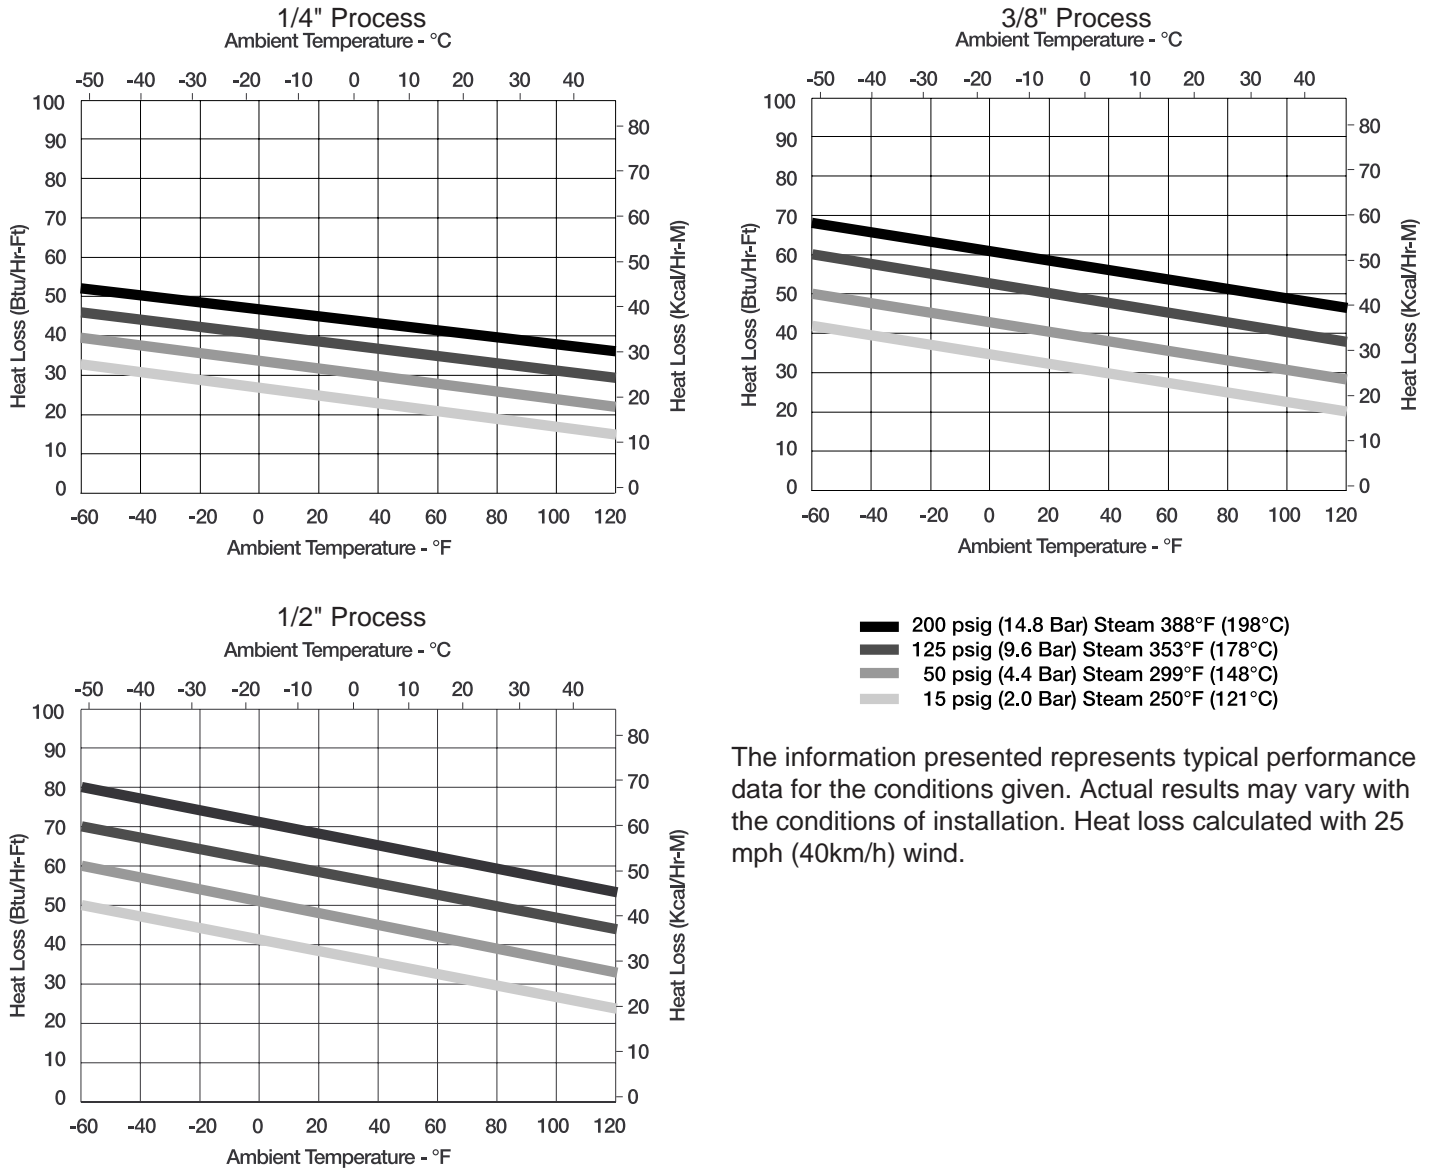 1/4" Process
Ambient Temperature - °C
-50 -40 -30 -20 -10 0 10 20 30 40
100
90
80
70
60
50
40
30
20
10
0
Heat Loss (Btu/Hr-Ft)
80
70
60
50
40
30
20
10
0
Heat Loss (Kcal/Hr-M)
-60 -40 -20 0 20 40 60 80 100 120
Ambient Temperature - °F
3/8" Process
Ambient Temperature - °C
-50 -40 -30 -20 -10 0 10 20 30 40
100
90
80
70
60
50
40
30
20
10
0
Heat Loss (Btu/Hr-Ft)
80
70
60
50
40
30
20
10
0
Heat Loss (Kcal/Hr-M)
-60 -40 -20 0 20 40 60 80 100 120
Ambient Temperature - °F
1/2" Process
Ambient Temperature - °C
-50 -40 -30 -20 -10 0 10 20 30 40
100
90
80
70
60
50
40
30
20
10
0
Heat Loss (Btu/Hr-Ft)
80
70
60
50
40
30
20
10
0
Heat Loss (Kcal/Hr-M)
-60 -40 -20 0 20 40 60 80 100 120
Ambient Temperature - °F
200 psig (14.8 Bar) Steam 388°F (198°C)
125 psig (9.6 Bar) Steam 353°F (178°C)
50 psig (4.4 Bar) Steam 299°F (148°C)
15 psig (2.0 Bar) Steam 250°F (121°C)
The information presented represents typical performance
data for the conditions given. Actual results may vary with
the conditions of installation. Heat loss calculated with 25
mph (40km/h) wind.